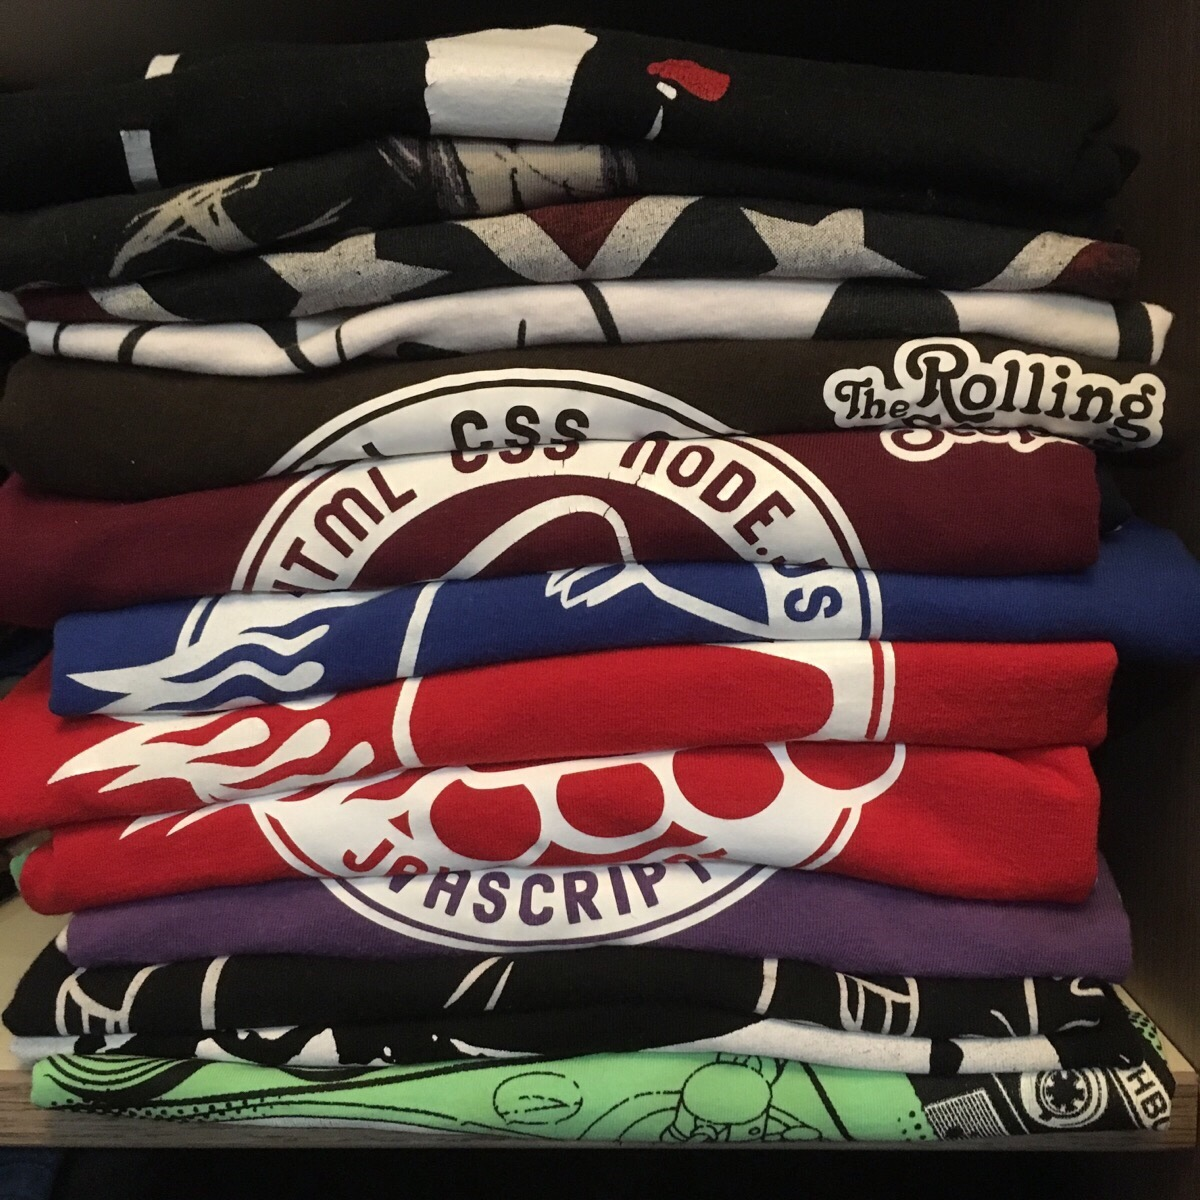 The Rolling
HTML CSS NODE.JS
JAVASCRIPT